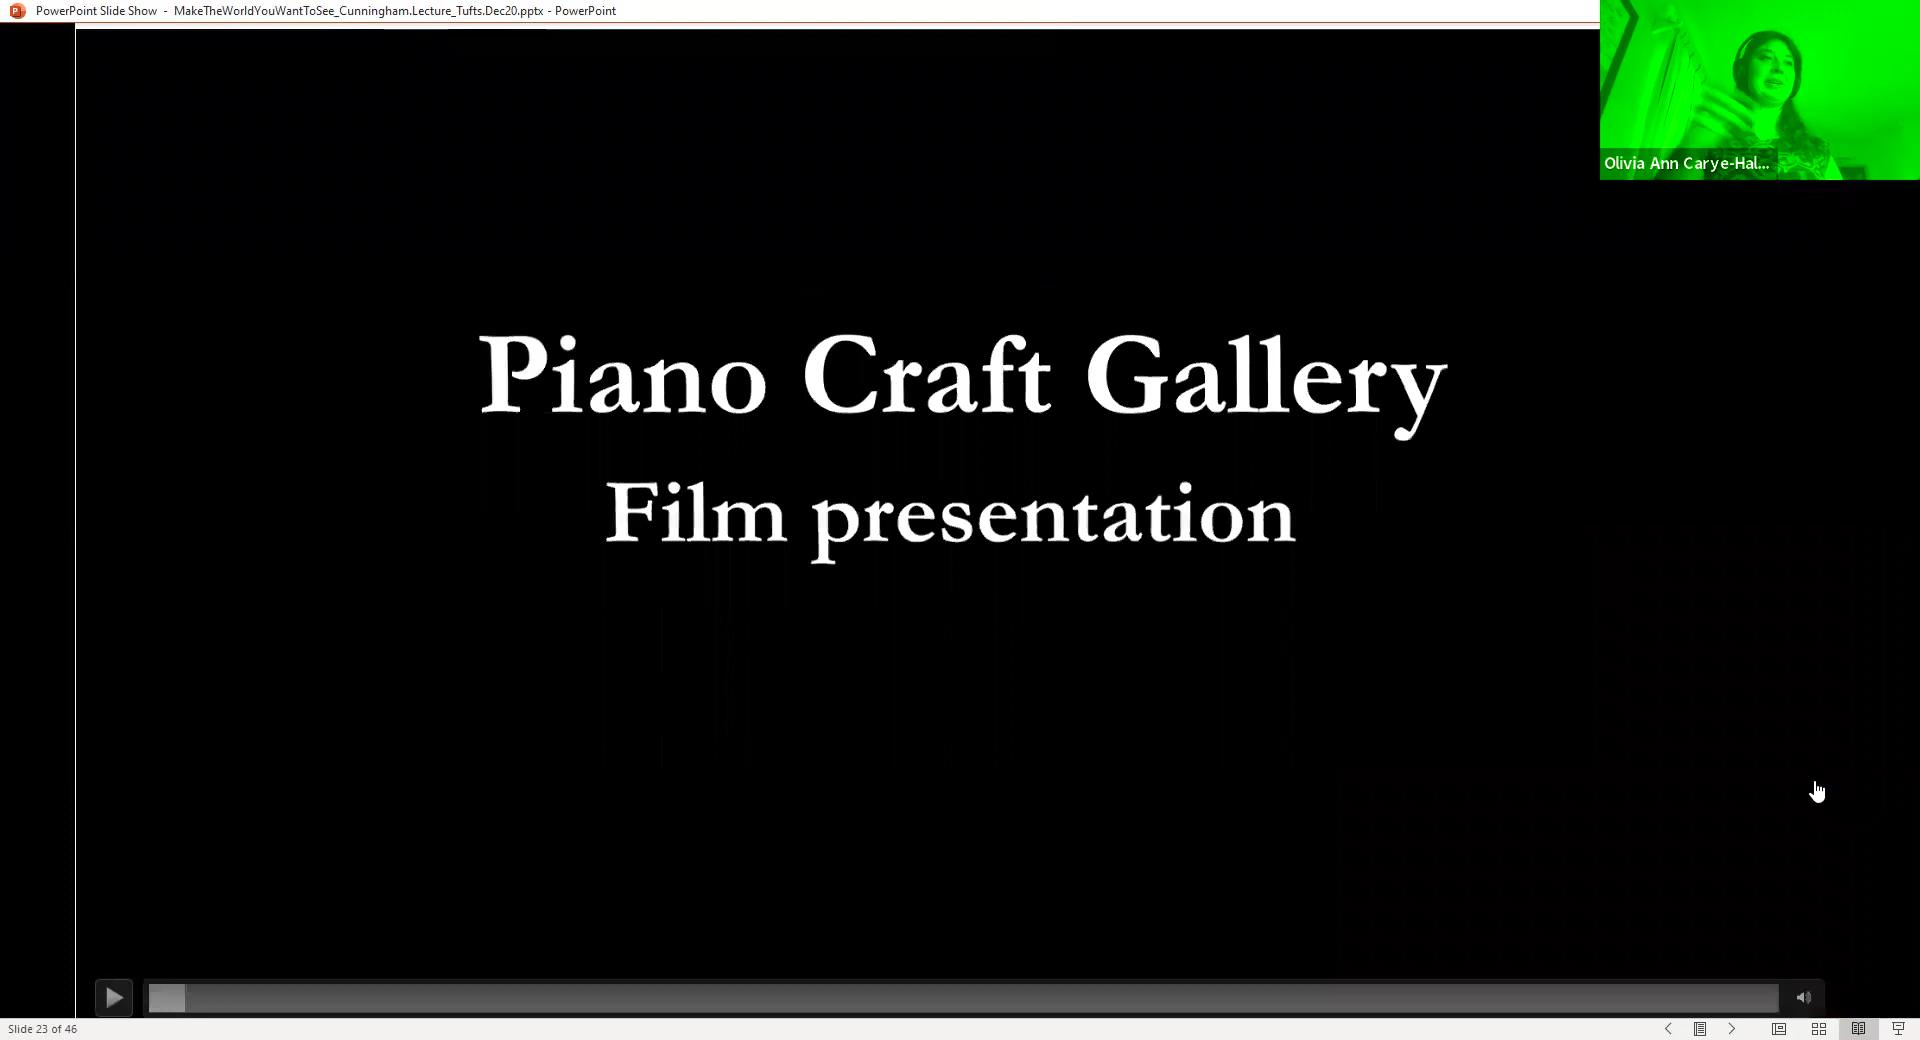 PowerPoint Slide Show - MakeTheWorldYouWantToSee_Cunningham.Lecture_Tufts.Dec20.pptx - PowerPoint
Olivia Ann Carye-Hal...
Piano Craft Gallery
Film presentation
Slide 23 of 46